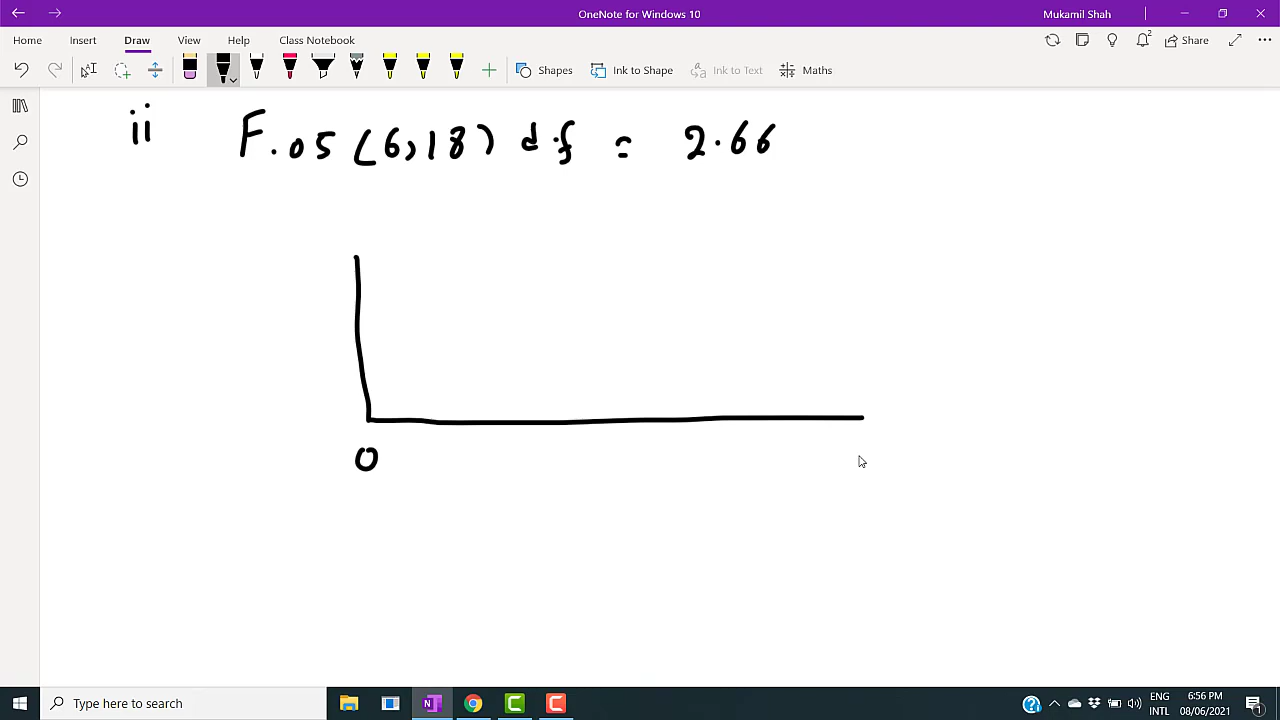 OneNote for Windows 10
Mukamil Shah
Home Insert Draw View Help Class Notebook
Share
Shapes Ink to Shape Ink to Text Maths
ii F.05 (6,18) d.f = 2.66
0
Type here to search
ENG
INTL
6:56 PM
08/06/2021